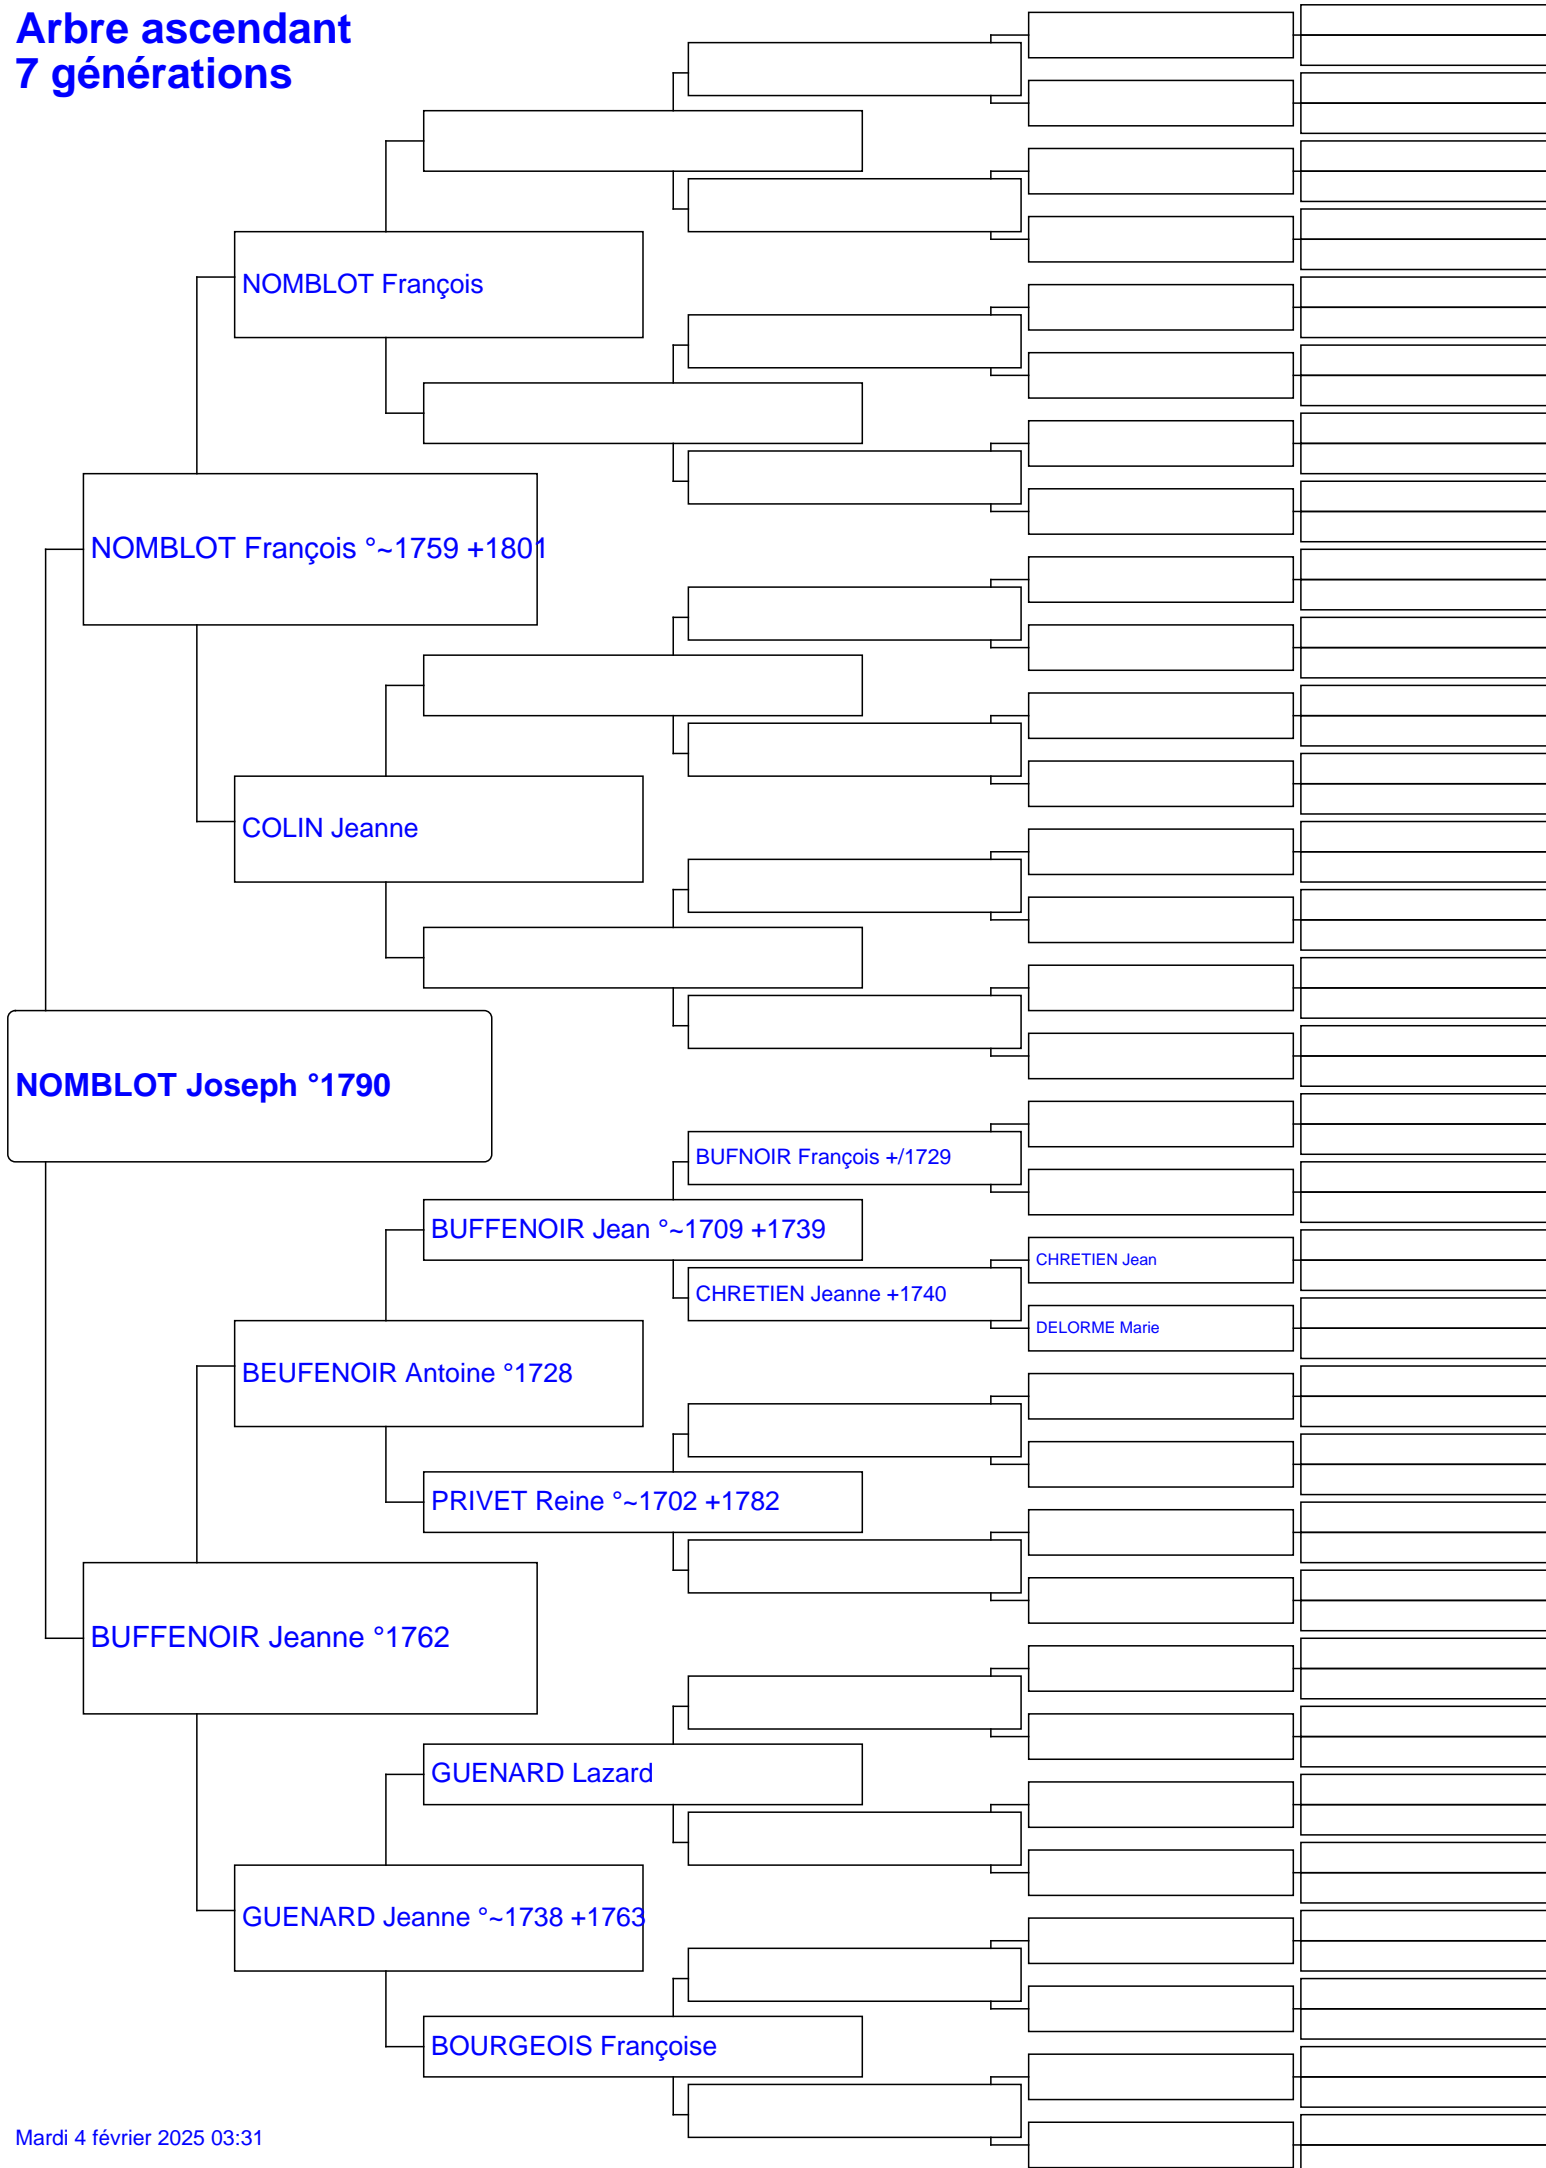 Arbre ascendant
7 générations
NOMBLOT François
NOMBLOT François °~1759 +1801
COLIN Jeanne
NOMBLOT Joseph °1790
BUFNOIR François +/1729
BUFFENOIR Jean °~1709 +1739
CHRETIEN Jean
CHRETIEN Jeanne +1740
DELORME Marie
BEUFENOIR Antoine °1728
PRIVET Reine °~1702 +1782
BUFFENOIR Jeanne °1762
GUENARD Lazard
GUENARD Jeanne °~1738 +1763
BOURGEOIS Françoise
Mardi 4 février 2025 03:31